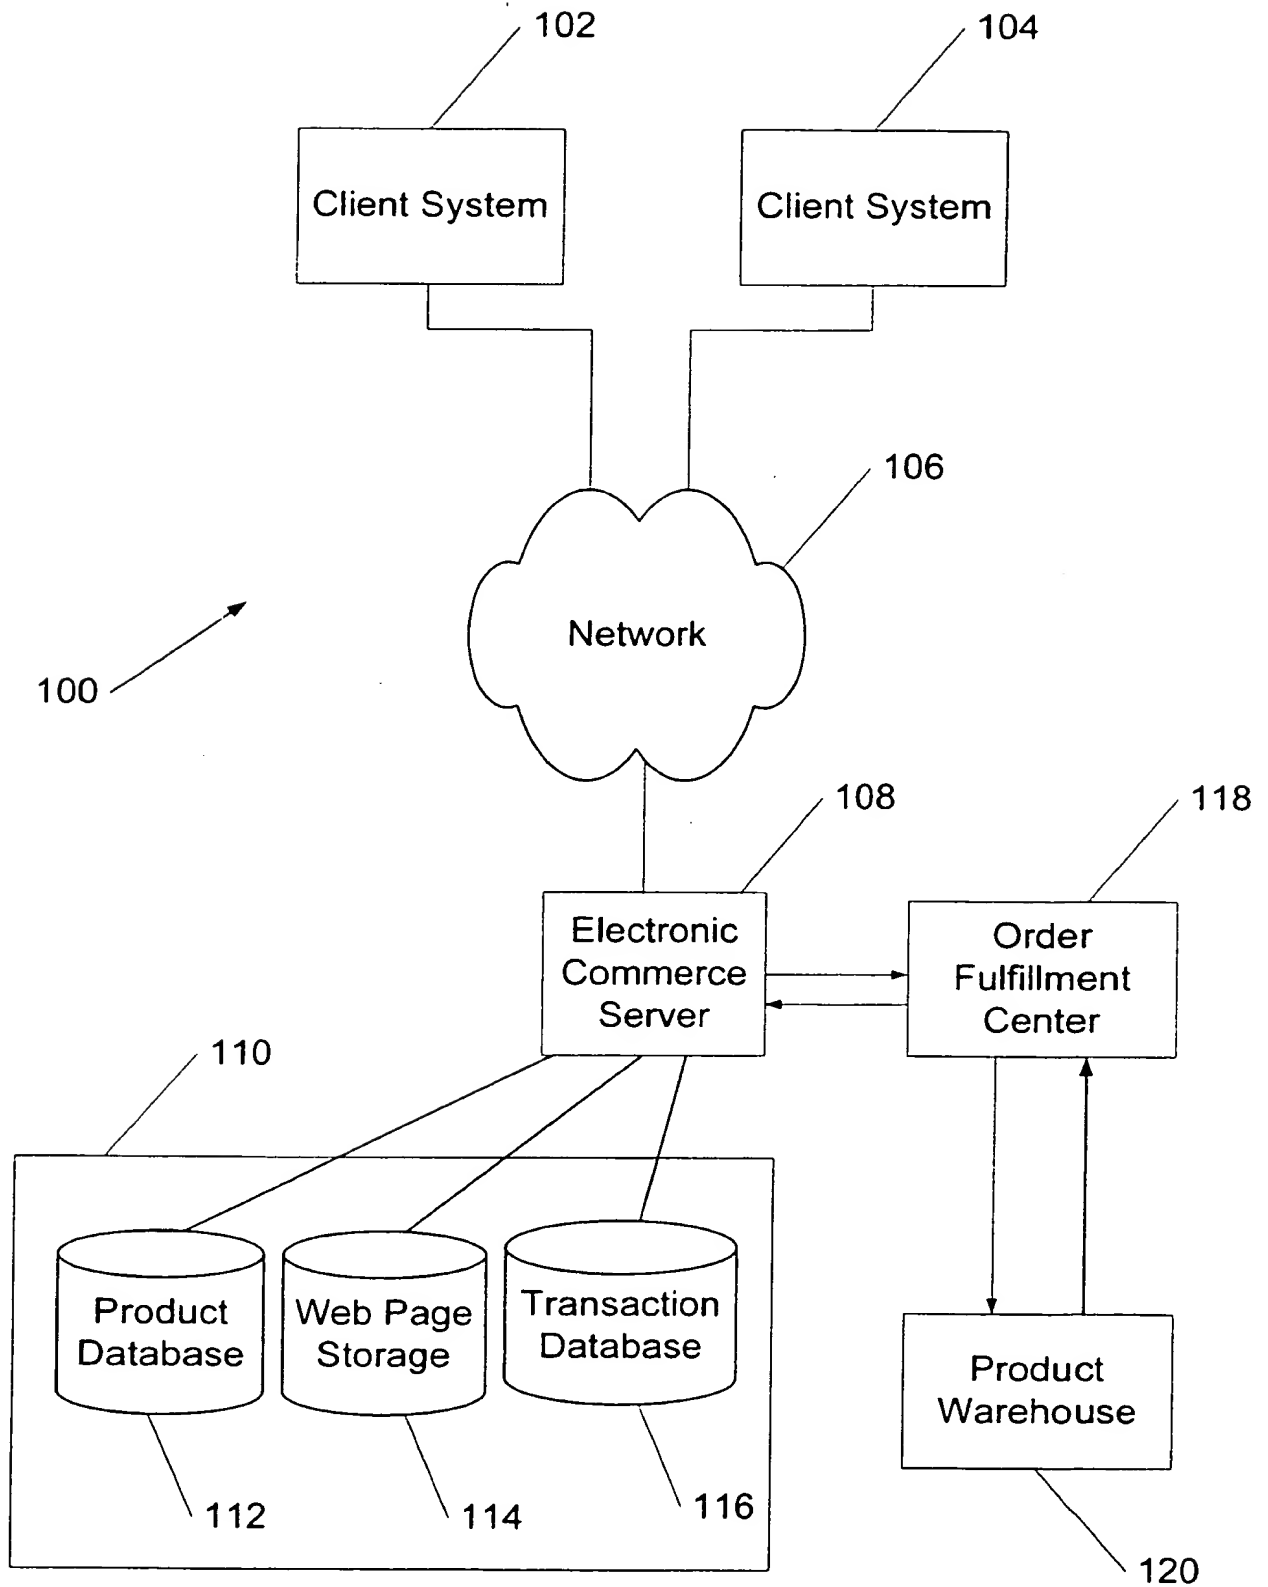 102
104
Client System
Client System
106
Network
100
108
118
Electronic
Commerce
Server
Order
Fulfillment
Center
110
Product
Database
Web Page
Storage
Transaction
Database
Product
Warehouse
112
114
116
120